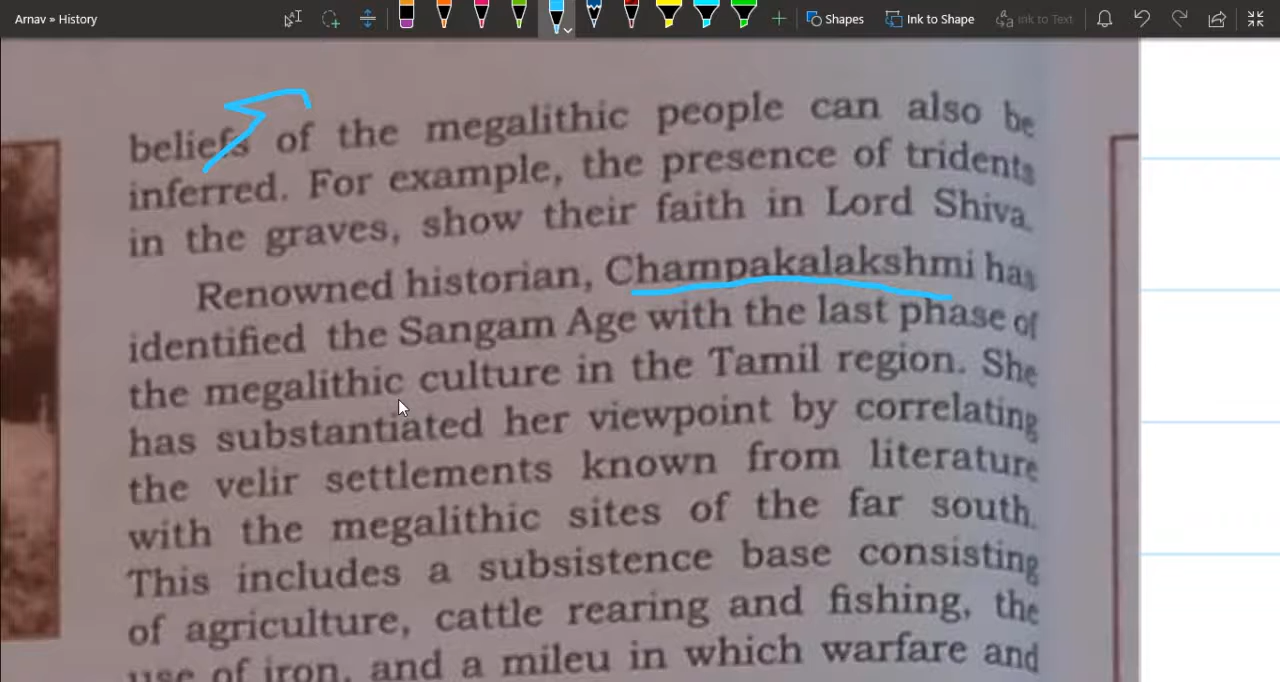 Arnav » History
Shapes
Ink to Shape
Ink to Text
beliefs of the megalithic people can also be
inferred. For example, the presence of tridents
in the graves, show their faith in Lord Shiva.
Renowned historian, Champakalakshmi has
identified the Sangam Age with the last phase of
the megalithic culture in the Tamil region. She
has substantiated her viewpoint by correlating
the velir settlements known from literature
with the megalithic sites of the far south.
This includes a subsistence base consisting
of agriculture, cattle rearing and fishing, the
use of iron, and a mileu in which warfare and